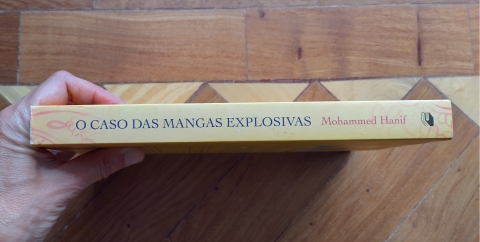 O CASO DAS MANGAS EXPLOSIVAS Mohammed Hanif